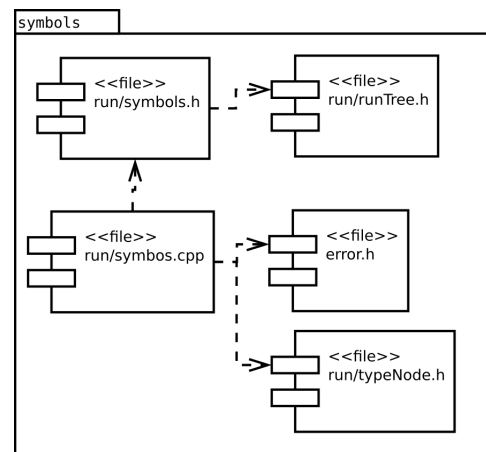 symbols
<<file>>
run/symbols.h
<<file>>
run/runTree.h
<<file>>
run/symbos.cpp
<<file>>
error.h
<<file>>
run/typeNode.h